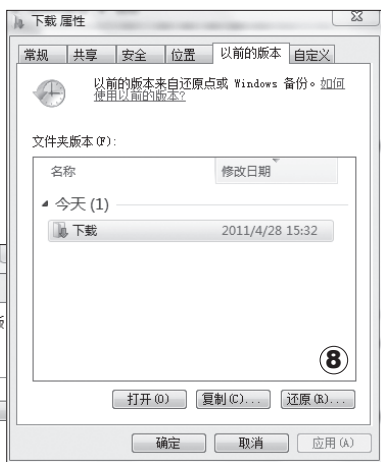 下载 属性
常规 共享 安全 位置 以前的版本 自定义
以前的版本来自还原点或 Windows 备份。如何
使用以前的版本?
文件夹版本(F):
名称 修改日期
今天 (1)
下载 2011/4/28 15:32
8
打开(O) 复制(C)... 还原(R)...
确定 取消 应用(A)